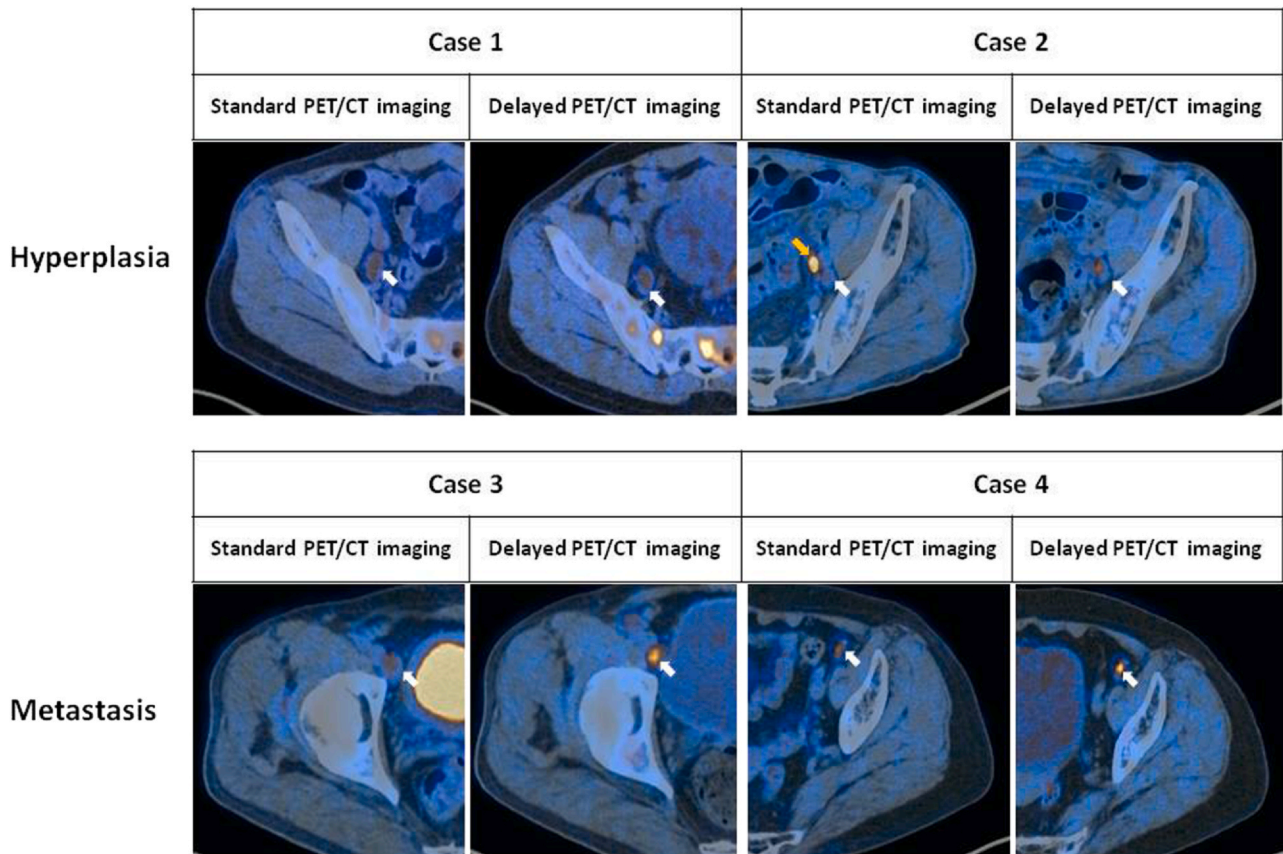 Case 1
Case 2
Standard PET/CT imaging
Delayed PET/CT imaging
Standard PET/CT imaging
Delayed PET/CT imaging
Hyperplasia
Case 3
Case 4
Standard PET/CT imaging
Delayed PET/CT imaging
Standard PET/CT imaging
Delayed PET/CT imaging
Metastasis